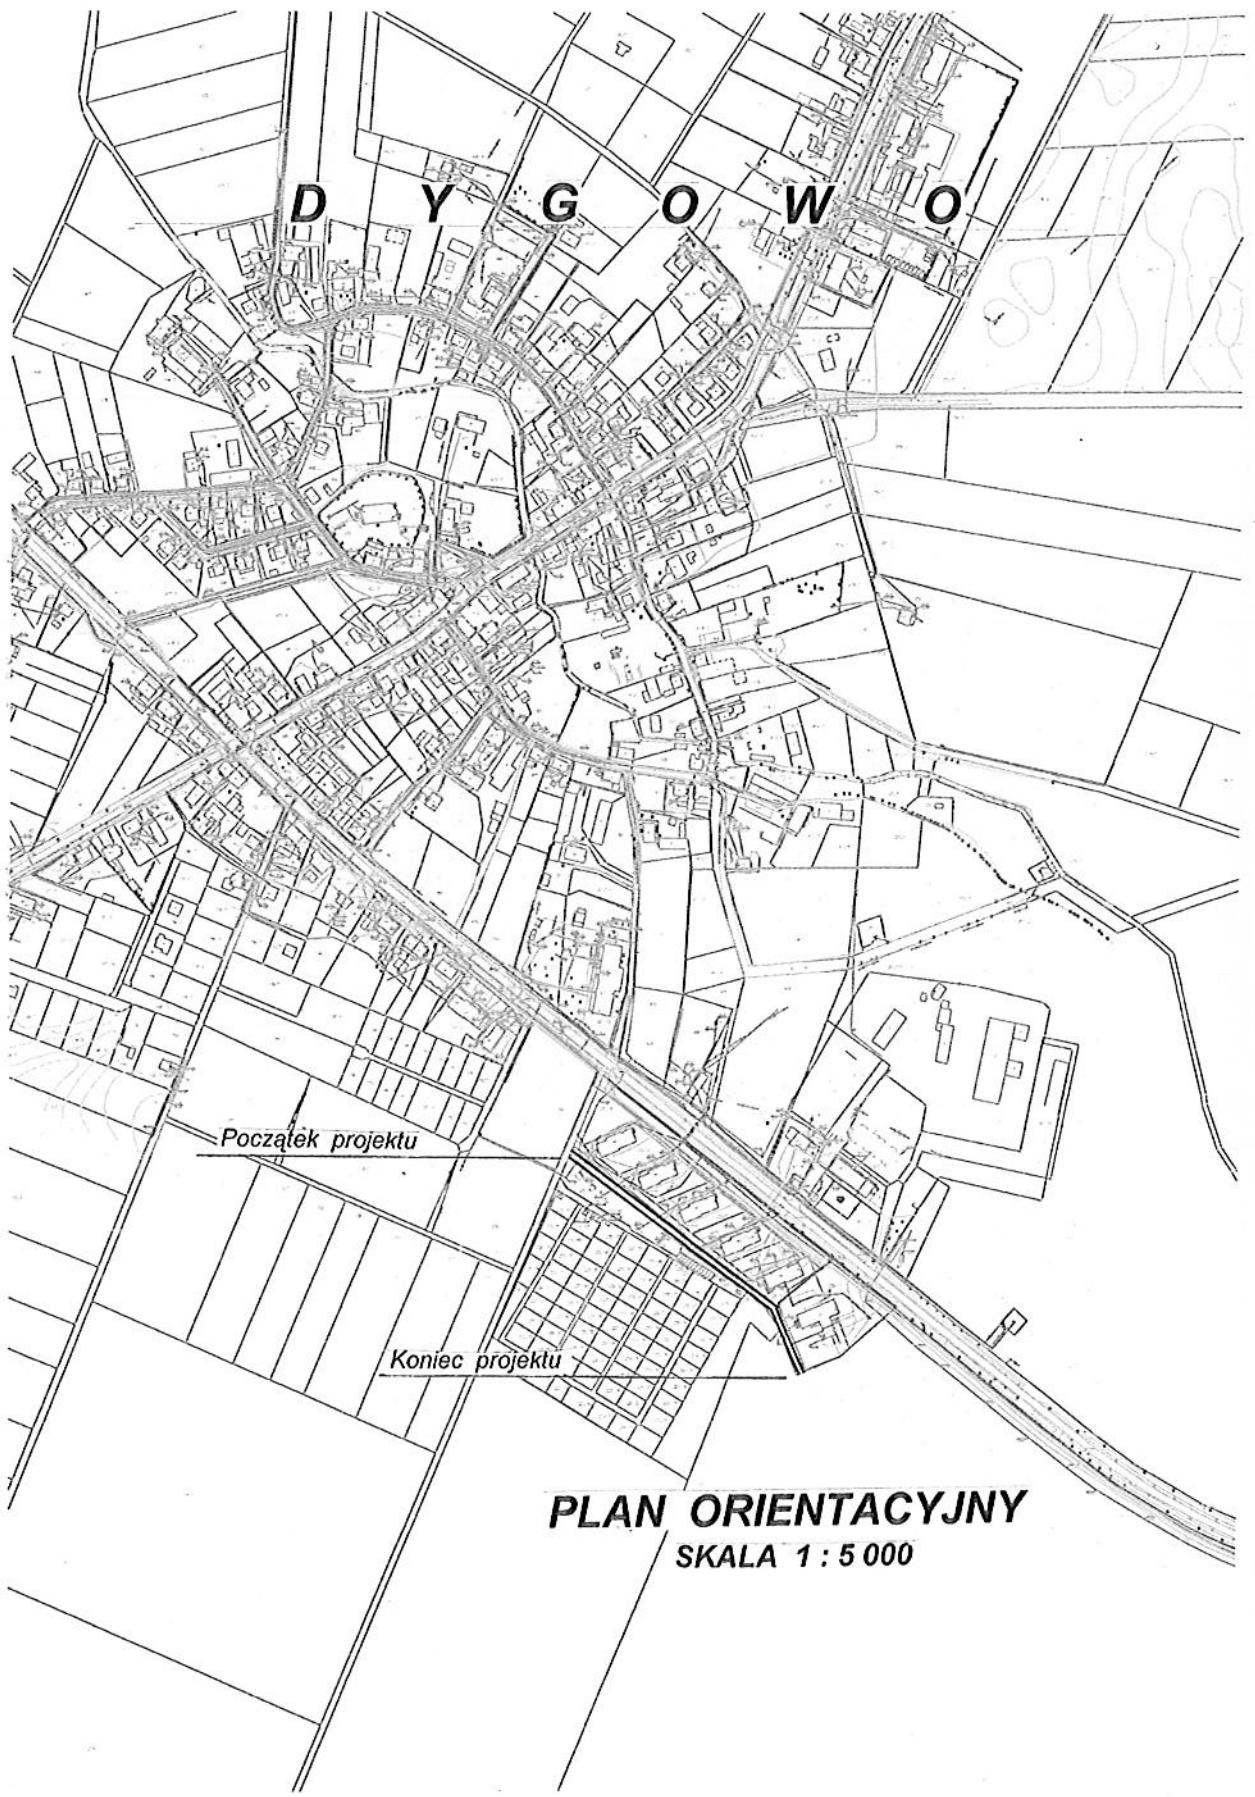 D Y G O W O
Początek projektu
Koniec projektu
PLAN ORIENTACYJNY
SKALA 1 : 5 000